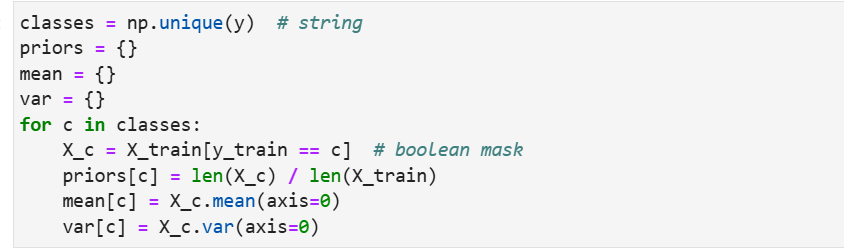 classes = np.unique(y)  # string
priors = {}
mean = {}
var = {}
for c in classes:
    X_c = X_train[y_train == c]  # boolean mask
    priors[c] = len(X_c) / len(X_train)
    mean[c] = X_c.mean(axis=0)
    var[c] = X_c.var(axis=0)